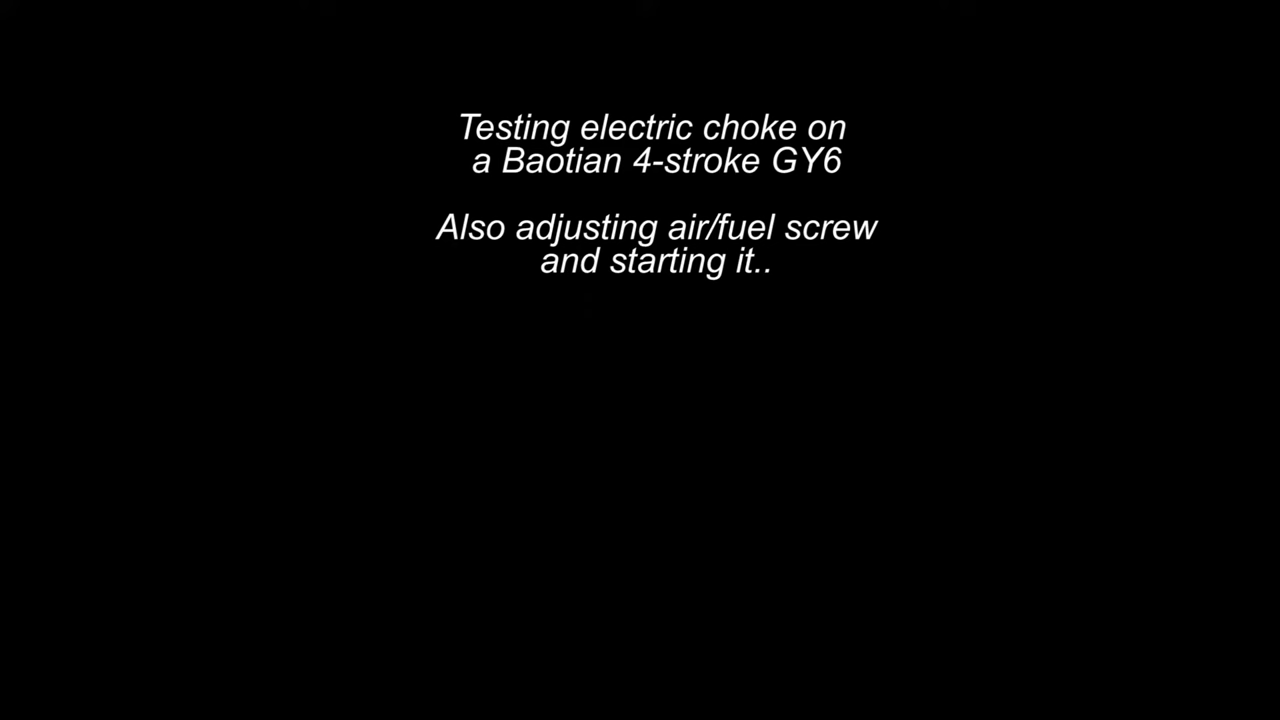 Testing electric choke on
a Baotian 4-stroke GY6
Also adjusting air/fuel screw
and starting it..